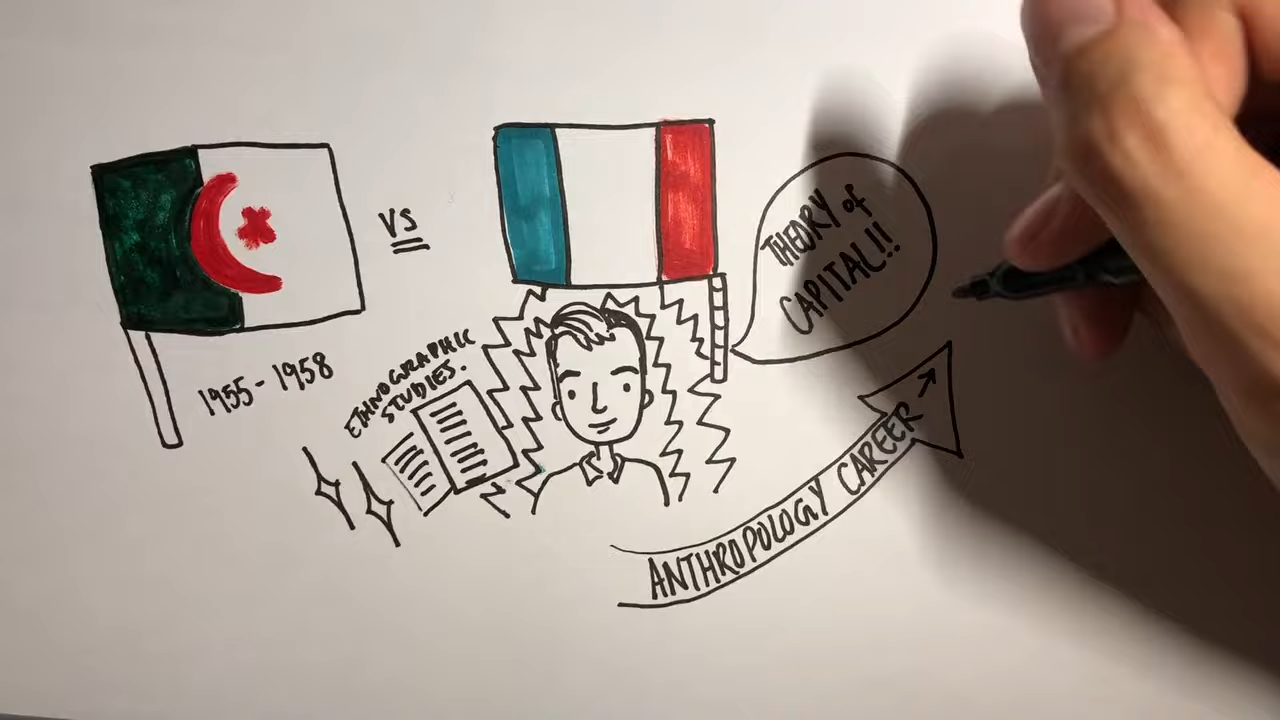 VS
1955 - 1958
ETHNOGRAPHIC
STUDIES.
THEORY of
CAPITAL!!
ANTHROPOLOGY CAREER